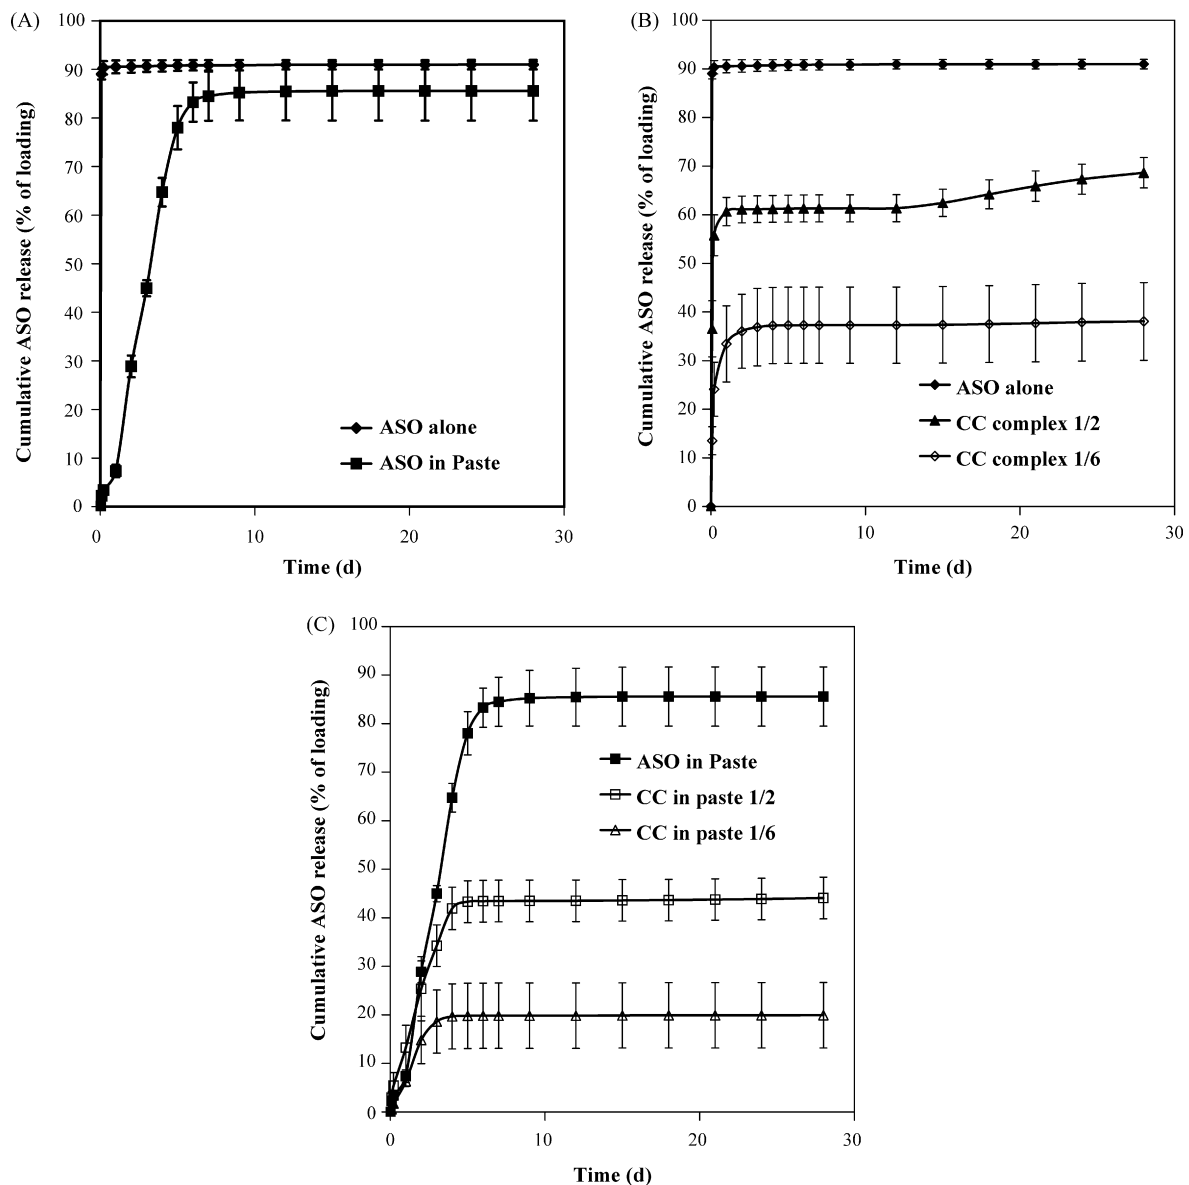 (A)
Cumulative ASO release (% of loading)
100
90
80
70
60
50
40
30
20
10
0
ASO alone
ASO in Paste
0 10 20 30
Time (d)
(B)
Cumulative ASO release (% of loading)
100
90
80
70
60
50
40
30
20
10
0
ASO alone
CC complex 1/2
CC complex 1/6
0 10 20 30
Time (d)
(C)
Cumulative ASO release (% of loading)
100
90
80
70
60
50
40
30
20
10
0
ASO in Paste
CC in paste 1/2
CC in paste 1/6
0 10 20 30
Time (d)